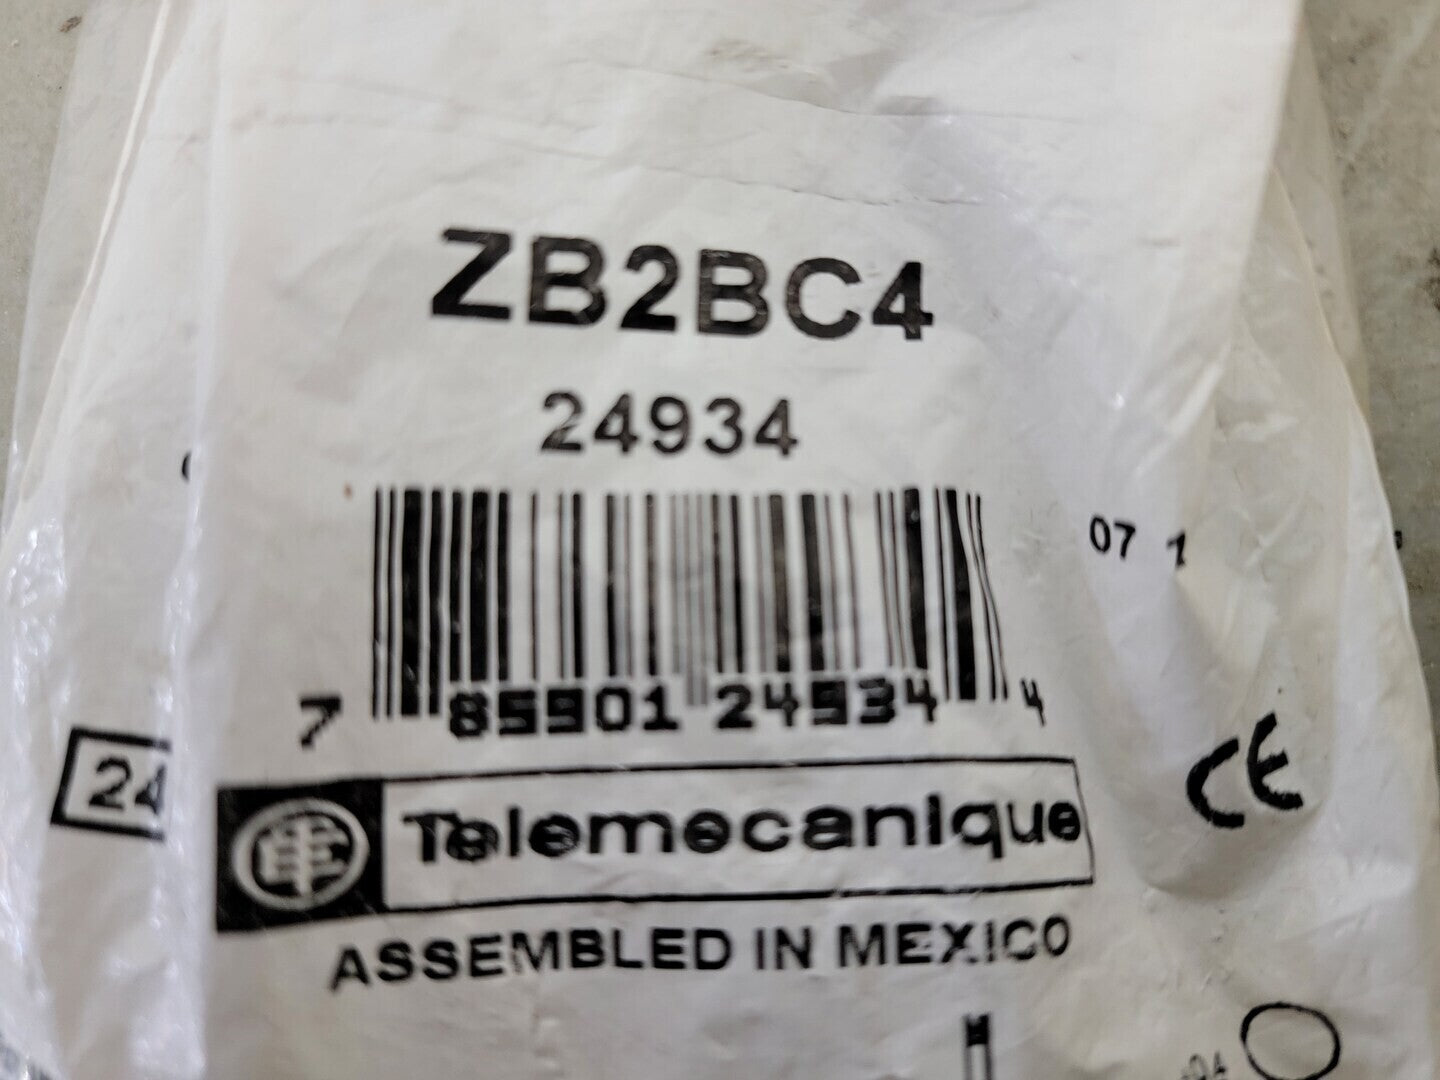 ZB2BC4
24934
07 1
7 85901 24934 4
24
CE
Telemecanique
ASSEMBLED IN MEXICO